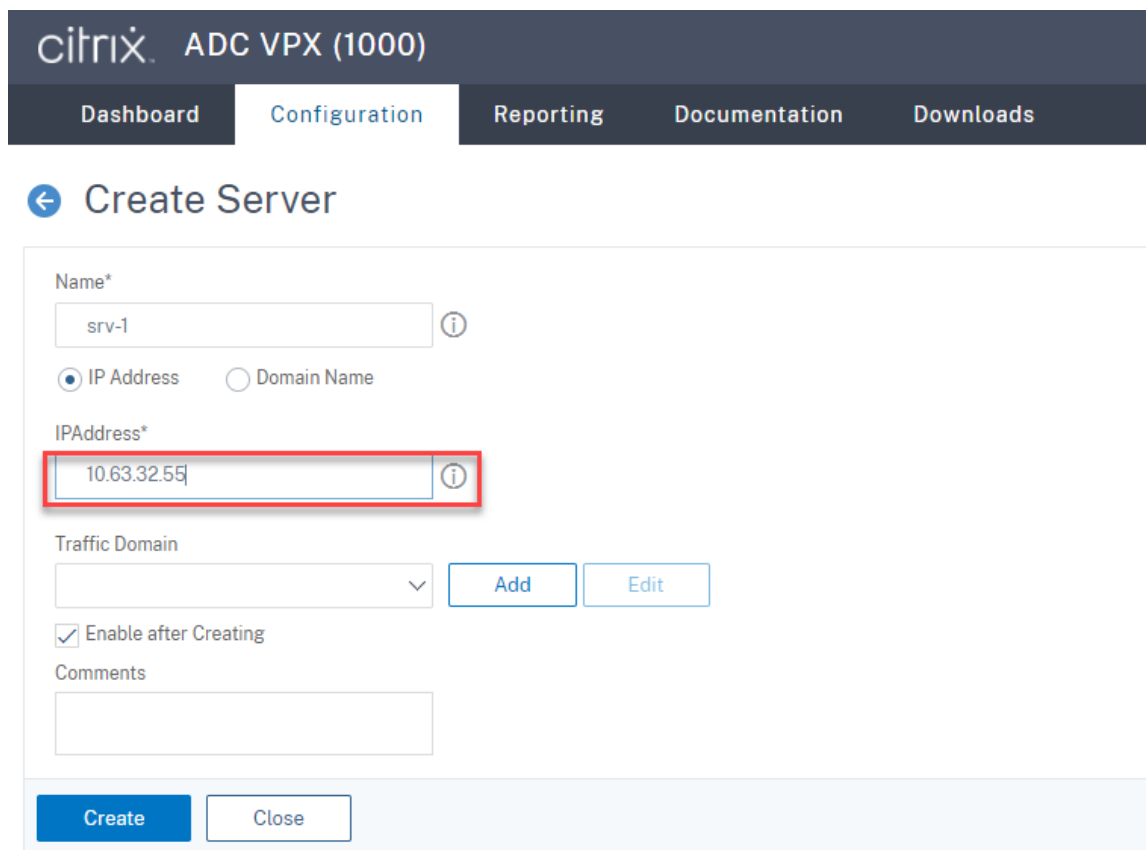 citrix. ADC VPX (1000)
Dashboard Configuration Reporting Documentation Downloads
Create Server
Name*
srv-1
IP Address Domain Name
IPAddress*
10.63.32.55
Traffic Domain
Add Edit
Enable after Creating
Comments
Create Close